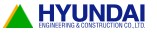 HYUNDAI
ENGINEERING & CONSTRUCTION CO., LTD.